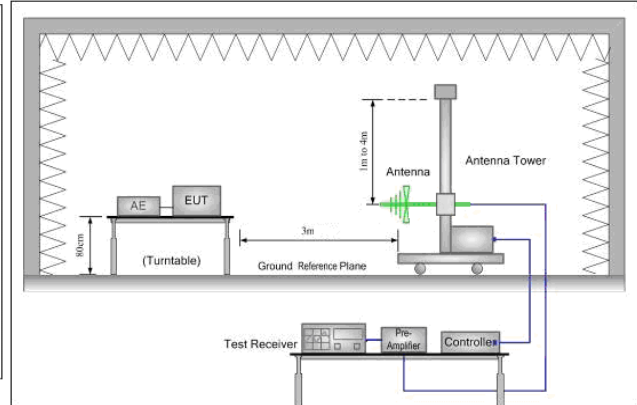 1m to 4m
Antenna
Antenna Tower
AE
EUT
80cm
(Turntable)
3m
Ground Reference Plane
Test Receiver
Pre-
Amplifier
Controller